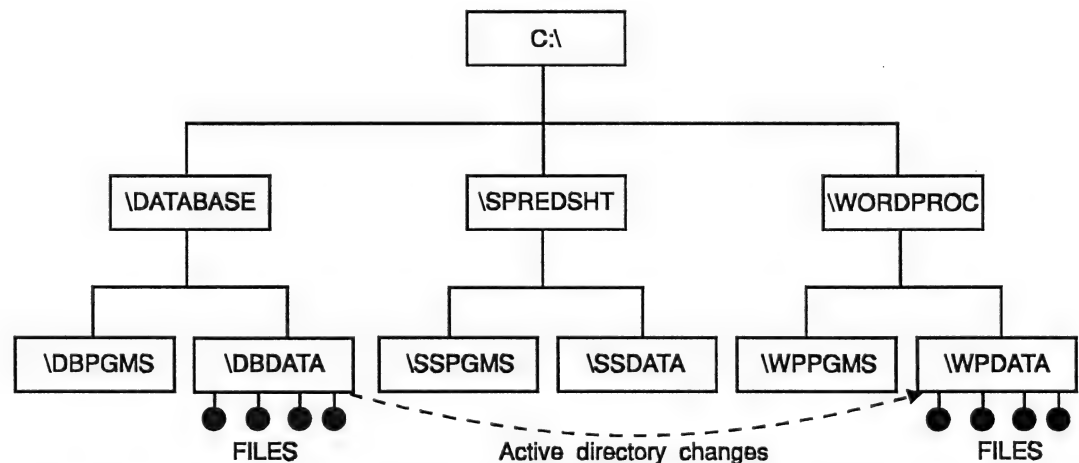 C:\
\DATABASE
\SPREDSHT
\WORDPROC
\DBPGMS
\DBDATA
\SSPGMS
\SSDATA
\WPPGMS
\WPDATA
FILES
Active directory changes
FILES